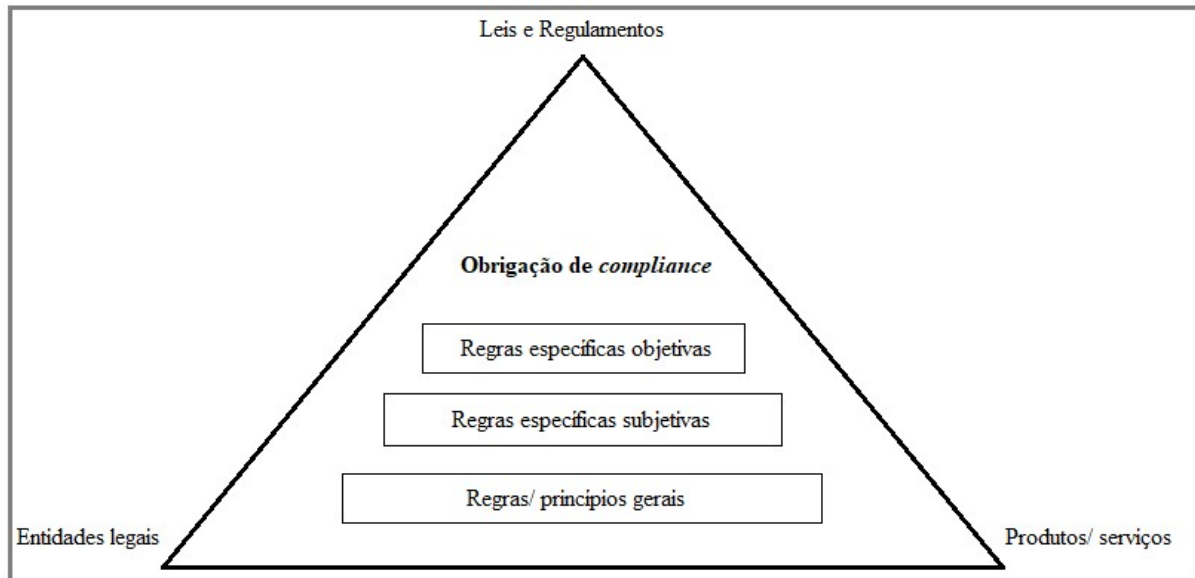 Leis e Regulamentos
Obrigação de compliance
Regras específicas objetivas
Regras específicas subjetivas
Regras/ princípios gerais
Entidades legais
Produtos/ serviços